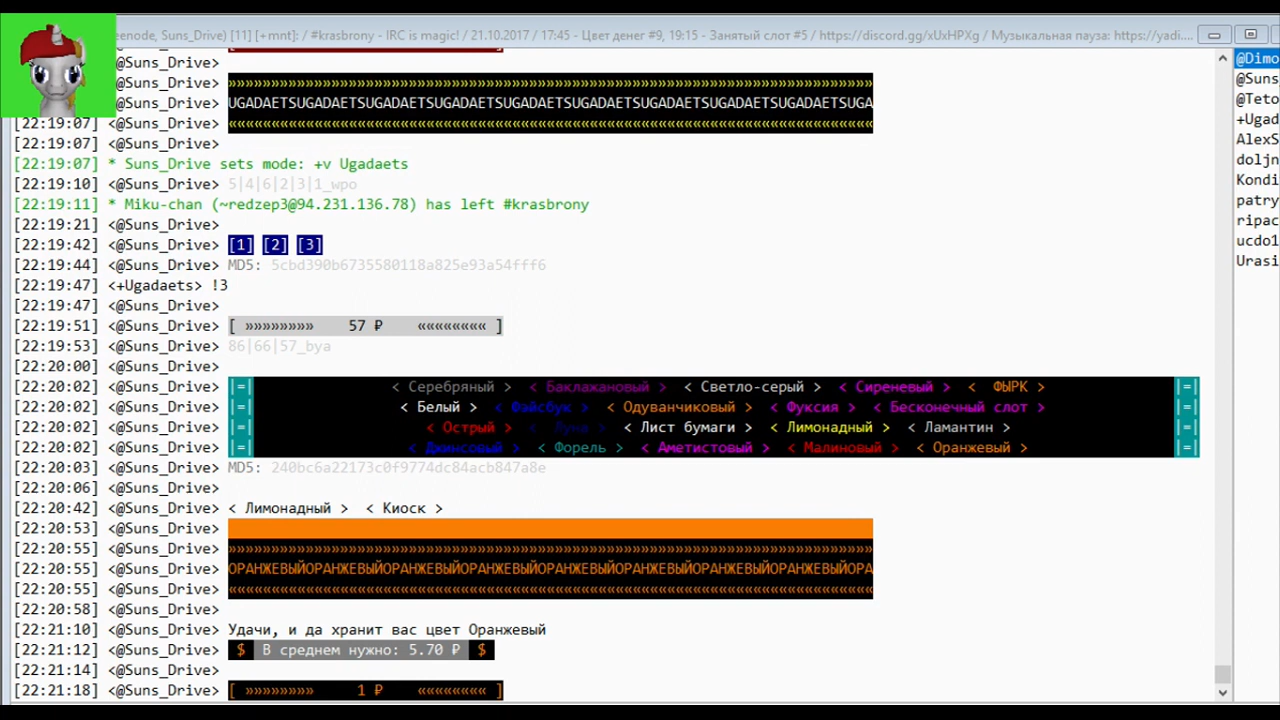 eenode, Suns_Drive) [11] [+mnt]: / #krasbrony - IRC is magic! / 21.10.2017 / 17:45 - Цвет денег #9, 19:15 - Занятый слот #5 / https://discord.gg/xUxHPXg / Музыкальная пауза: https://yadi....
<@Suns_Drive>
<@Suns_Drive> »»»»»»»»»»»»»»»»»»»»»»»»»»»»»»»»»»»»»»»»»»»»»»»»»»»»»»»»»»»»»»»»»»»»»»»»»»»
<@Suns_Drive> UGADAETSUGADAETSUGADAETSUGADAETSUGADAETSUGADAETSUGADAETSUGADAETSUGADAETSUGA
[22:19:07] <@Suns_Drive> «««««««««««««««««««««««««««««««««««««««««««««««««««««««««««««««««««««««««««
[22:19:07] <@Suns_Drive>
[22:19:07] * Suns_Drive sets mode: +v Ugadaets
[22:19:10] <@Suns_Drive> 5|4|6|2|3|1_wpo
[22:19:11] * Miku-chan (~redzep3@94.231.136.78) has left #krasbrony
[22:19:21] <@Suns_Drive>
[22:19:42] <@Suns_Drive> [1] [2] [3]
[22:19:44] <@Suns_Drive> MD5: 5cbd390b6735580118a825e93a54fff6
[22:19:47] <+Ugadaets> !3
[22:19:47] <@Suns_Drive>
[22:19:51] <@Suns_Drive> [ »»»»»»»» 57 ₽ «««««««« ]
[22:19:53] <@Suns_Drive> 86|66|57_bya
[22:20:00] <@Suns_Drive>
[22:20:02] <@Suns_Drive> |=| < Серебряный > < Баклажановый > < Светло-серый > < Сиреневый > < ФЫРК > |=|
[22:20:02] <@Suns_Drive> |=| < Белый > < Фэйсбук > < Одуванчиковый > < Фуксия > < Бесконечный слот > |=|
[22:20:02] <@Suns_Drive> |=| < Острый > < Луна > < Лист бумаги > < Лимонадный > < Ламантин > |=|
[22:20:02] <@Suns_Drive> |=| < Джинсовый > < Форель > < Аметистовый > < Малиновый > < Оранжевый > |=|
[22:20:03] <@Suns_Drive> MD5: 240bc6a22173c0f9774dc84acb847a8e
[22:20:06] <@Suns_Drive>
[22:20:42] <@Suns_Drive> < Лимонадный > < Киоск >
[22:20:53] <@Suns_Drive>
[22:20:55] <@Suns_Drive> »»»»»»»»»»»»»»»»»»»»»»»»»»»»»»»»»»»»»»»»»»»»»»»»»»»»»»»»»»»»»»»»»»»»»»»»»»»
[22:20:55] <@Suns_Drive> ОРАНЖЕВЫЙОРАНЖЕВЫЙОРАНЖЕВЫЙОРАНЖЕВЫЙОРАНЖЕВЫЙОРАНЖЕВЫЙОРАНЖЕВЫЙОРАНЖЕВЫЙОРА
[22:20:55] <@Suns_Drive> «««««««««««««««««««««««««««««««««««««««««««««««««««««««««««««««««««««««««««
[22:20:58] <@Suns_Drive>
[22:21:10] <@Suns_Drive> Удачи, и да хранит вас цвет Оранжевый
[22:21:12] <@Suns_Drive> $ В среднем нужно: 5.70 ₽ $
[22:21:14] <@Suns_Drive>
[22:21:18] <@Suns_Drive> [ »»»»»»»» 1 ₽ «««««««« ]
@Dimo
@Suns
@Teto
+Ugad
AlexS
doljn
Kondi
patry
ripac
ucdo1
Urasi